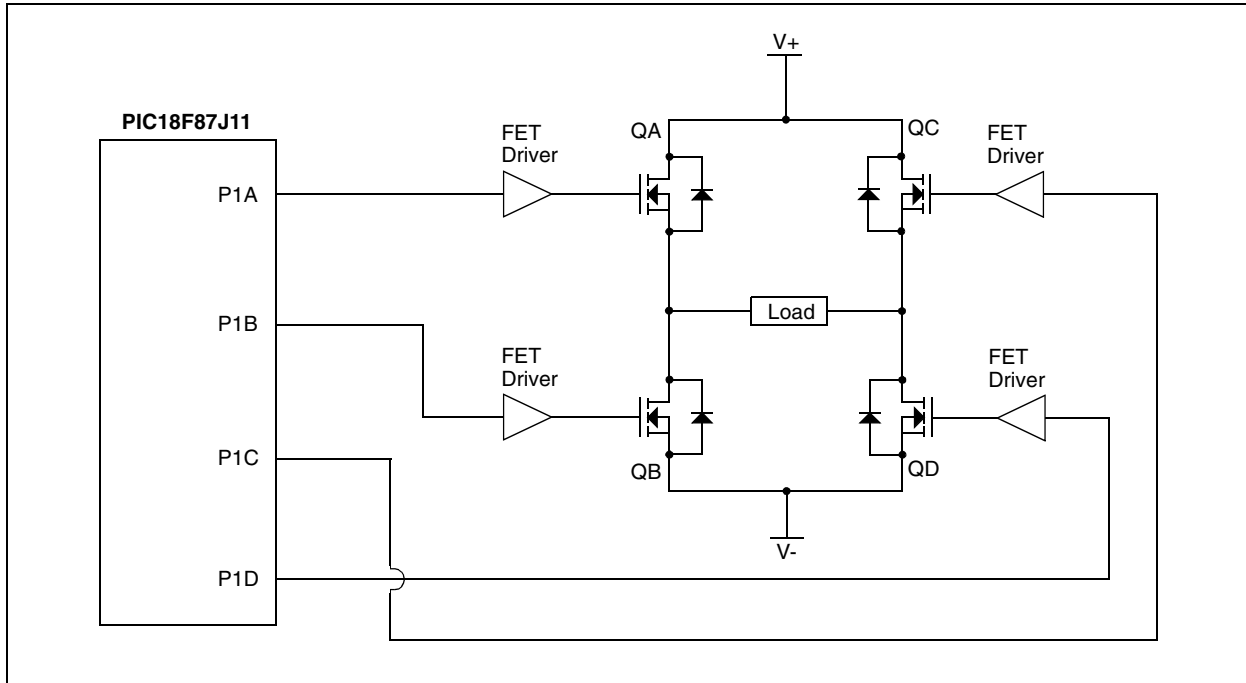 V+
PIC18F87J11
FET
Driver
QA
QC
FET
Driver
P1A
Load
P1B
FET
Driver
FET
Driver
P1C
QB
QD
V-
P1D